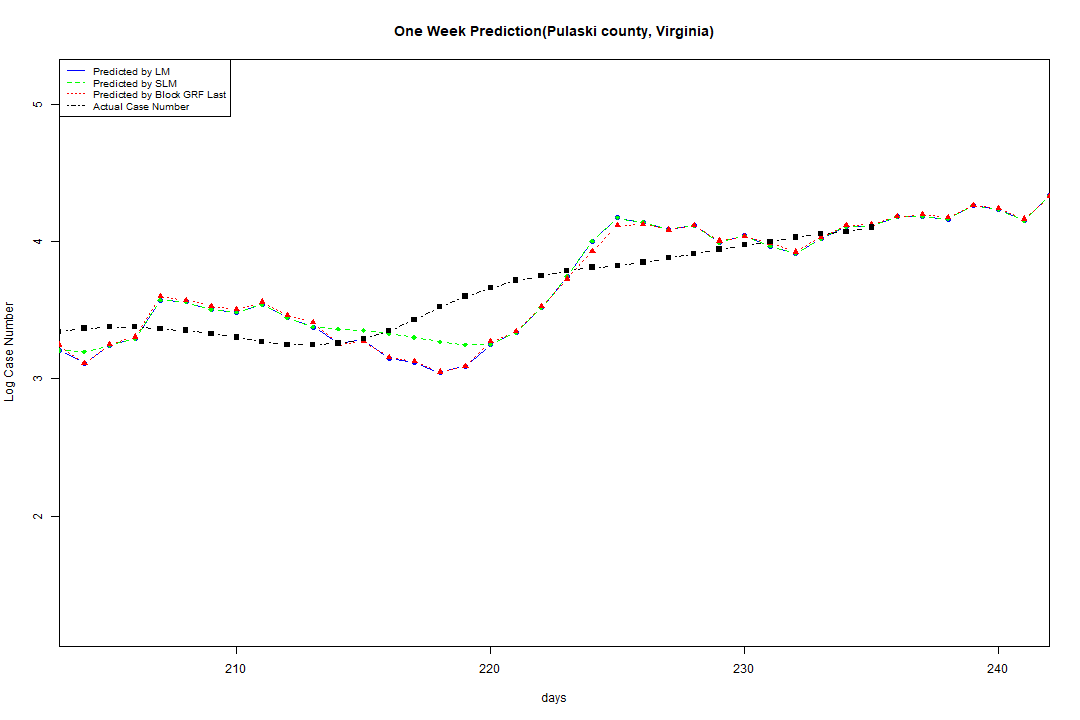 One Week Prediction(Pulaski county, Virginia)
Predicted by LM
Predicted by SLM
Predicted by Block GRF Last
Actual Case Number
5
4
3
2
Log Case Number
210
220
230
240
days